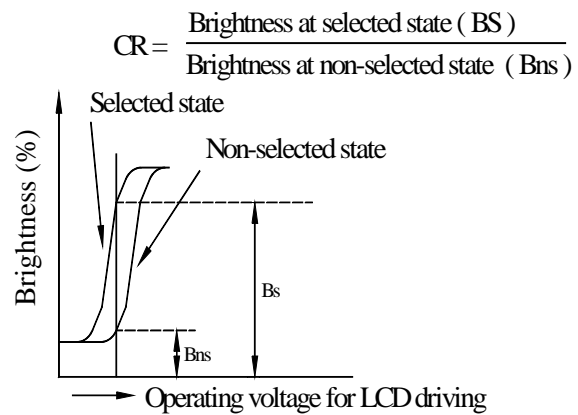 CR = Brightness at selected state ( BS )
Brightness at non-selected state ( Bns )
Selected state
Non-selected state
Brightness (%)
Bs
Bns
Operating voltage for LCD driving